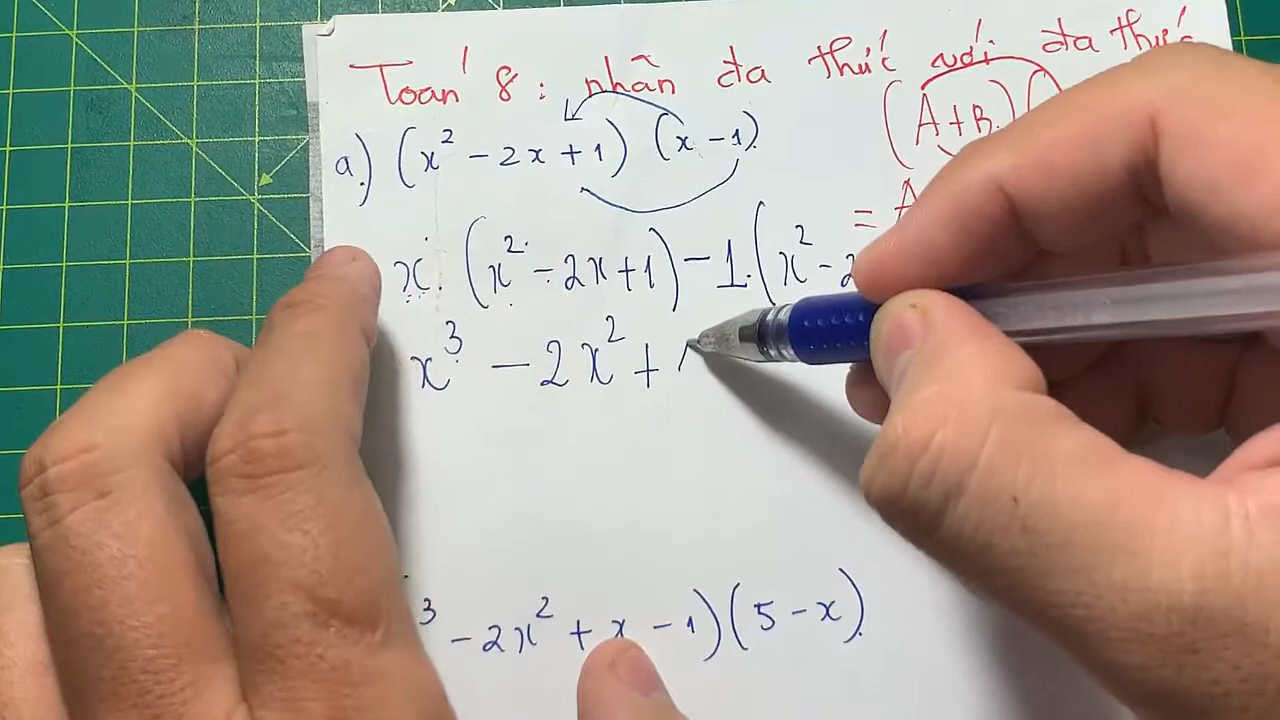 Toán 8: nhân đa thức với đa thức
(A+B)(
a) (x² - 2x + 1) (x - 1)
= A
x. (x² - 2x + 1) - 1. (x² - 2
x³ - 2x² +
³ - 2x² + x - 1) (5 - x)